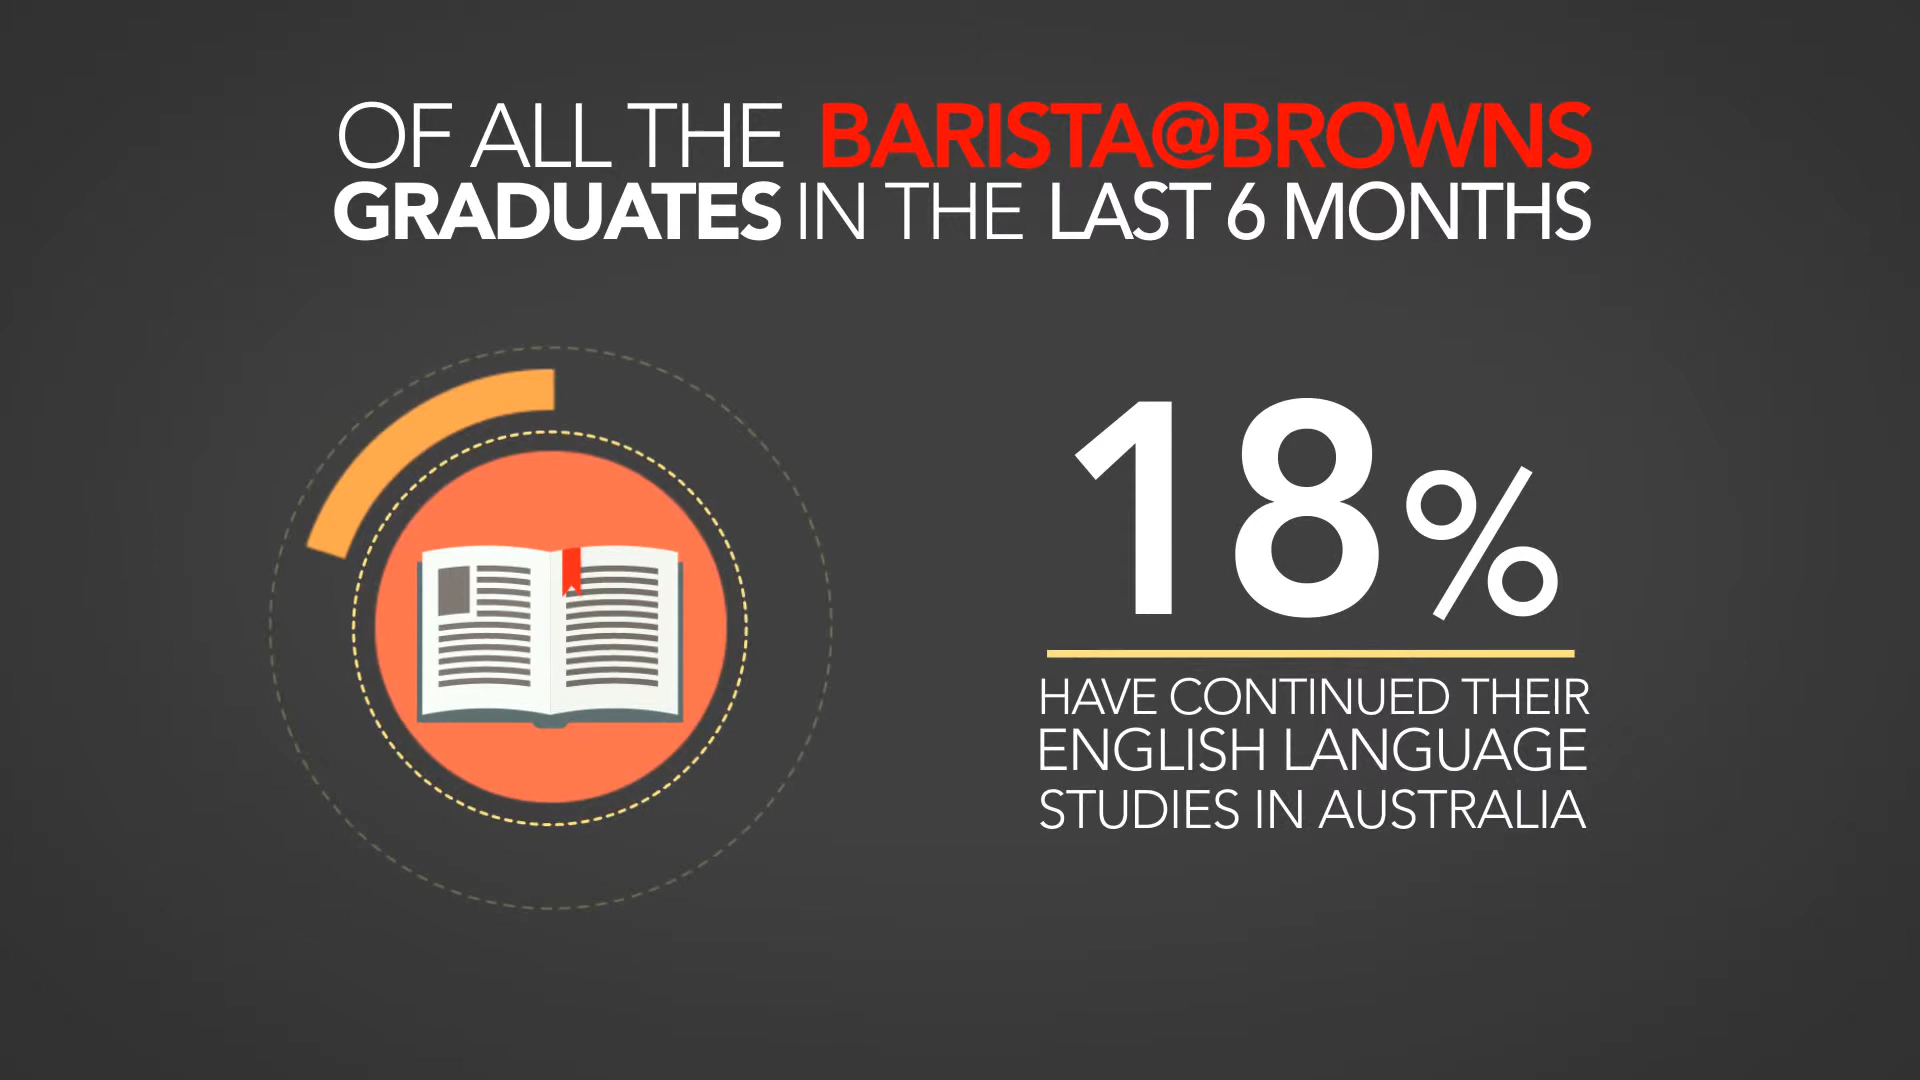 OF ALL THE BARISTA@BROWNS
GRADUATES IN THE LAST 6 MONTHS
18%
HAVE CONTINUED THEIR
ENGLISH LANGUAGE
STUDIES IN AUSTRALIA